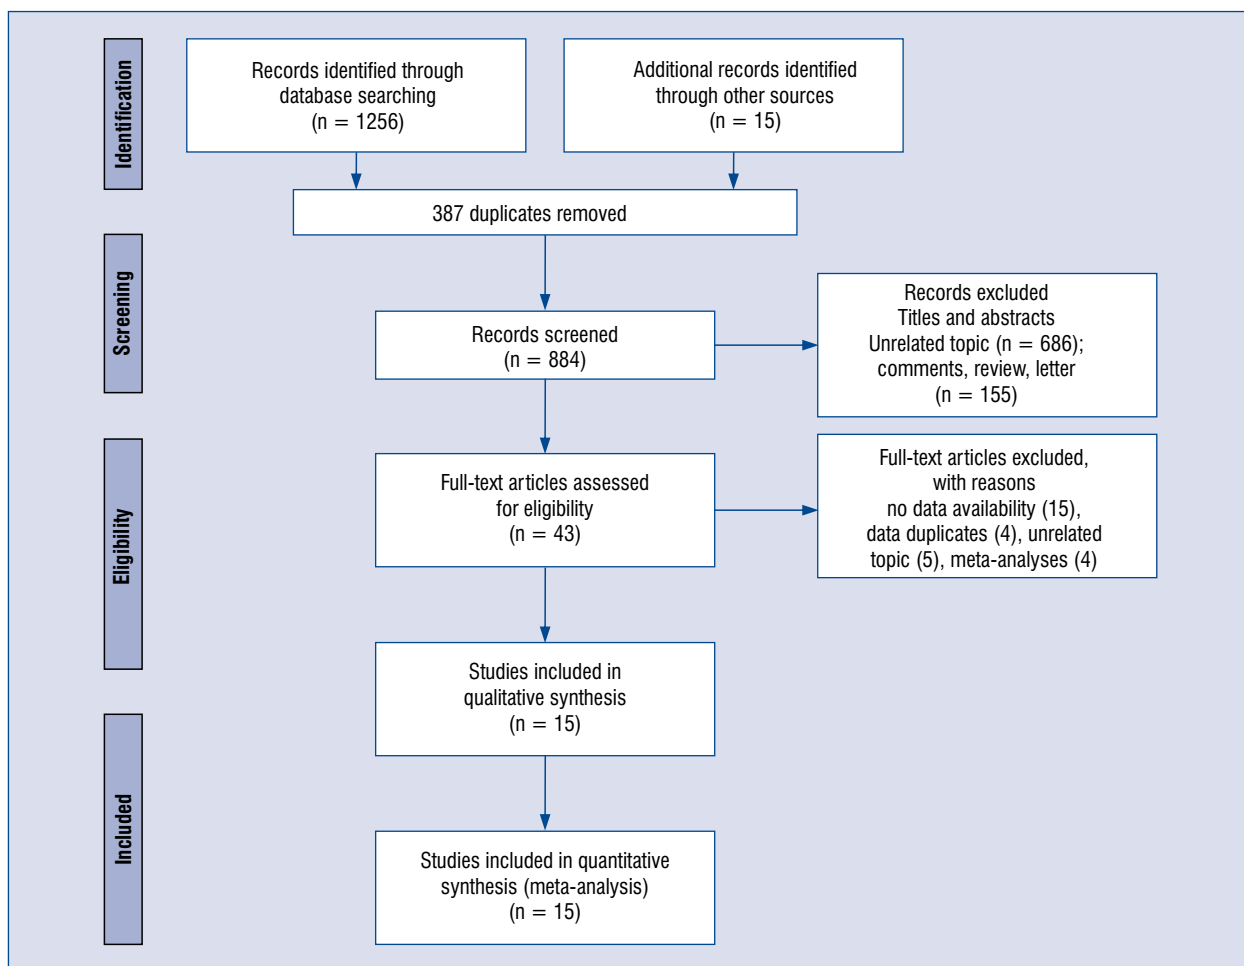 Identification
Records identified through
database searching
(n = 1256)
Additional records identified
through other sources
(n = 15)
387 duplicates removed
Screening
Records screened
(n = 884)
Records excluded
Titles and abstracts
Unrelated topic (n = 686);
comments, review, letter
(n = 155)
Eligibility
Full-text articles assessed
for eligibility
(n = 43)
Full-text articles excluded,
with reasons
no data availability (15),
data duplicates (4), unrelated
topic (5), meta-analyses (4)
Studies included in
qualitative synthesis
(n = 15)
Included
Studies included in quantitative
synthesis (meta-analysis)
(n = 15)